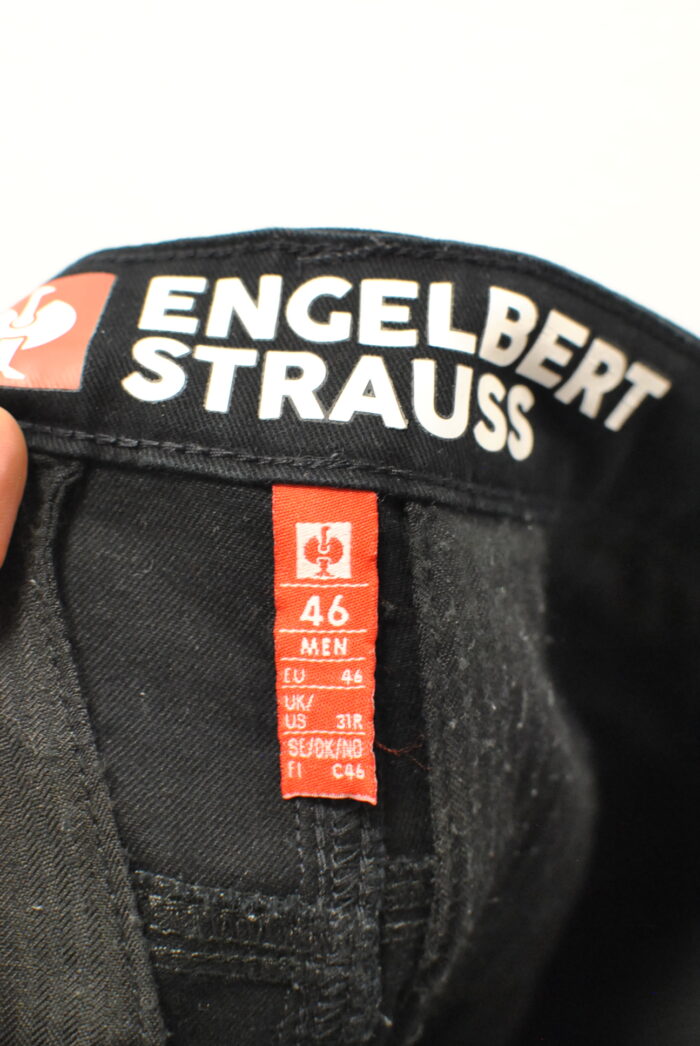 ENGELBERT
STRAUSS
46
MEN
EU 46
UK/
US 31R
SE/DK/NO
FI C46